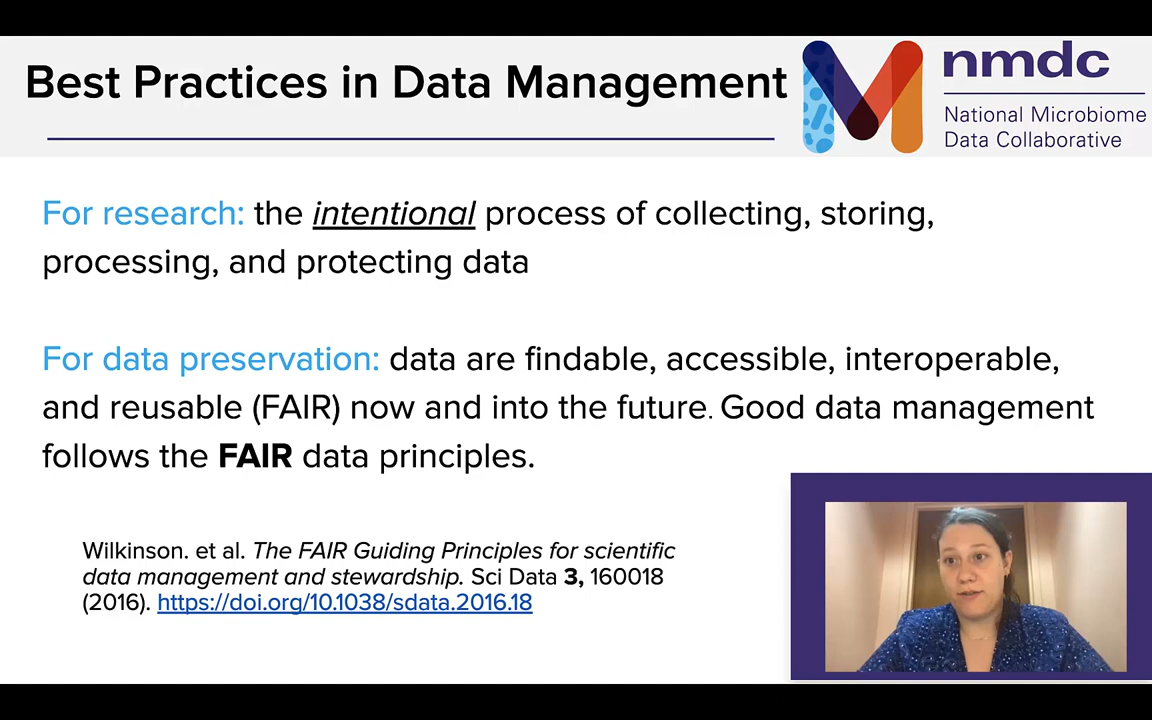 Best Practices in Data Management
nmdc
National Microbiome
Data Collaborative
For research: the intentional process of collecting, storing,
processing, and protecting data
For data preservation: data are findable, accessible, interoperable,
and reusable (FAIR) now and into the future. Good data management
follows the FAIR data principles.
Wilkinson. et al. The FAIR Guiding Principles for scientific
data management and stewardship. Sci Data 3, 160018
(2016). https://doi.org/10.1038/sdata.2016.18